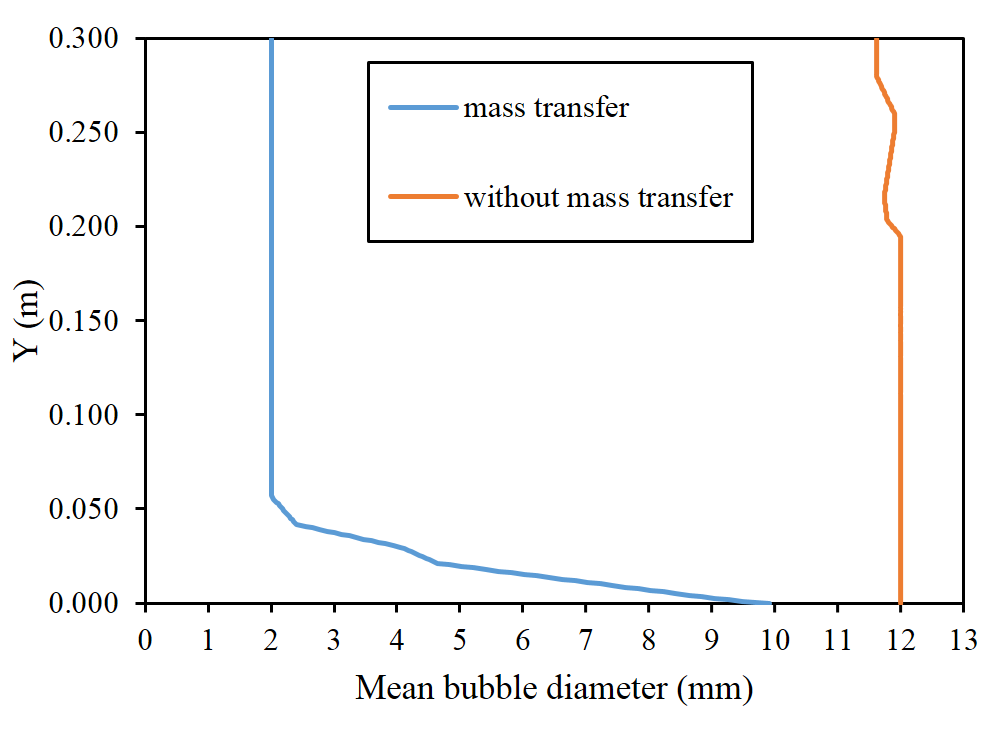 0.300
0.250
0.200
0.150
0.100
0.050
0.000
Y (m)
mass transfer
without mass transfer
0 1 2 3 4 5 6 7 8 9 10 11 12 13
Mean bubble diameter (mm)